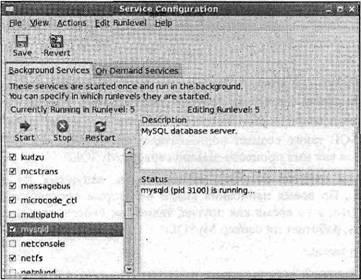 Service Configuration
File View Actions Edit Runlevel Help
Save Revert
Background Services On Demand Services
These services are started once and run in the background.
You can specify in which runlevels they are started.
Currently Running in Runlevel: 5 Editing Runlevel: 5
Start Stop Restart
Description
MySQL database server.
kudzu
mcstrans
messagebus
microcode_ctl
multipathd
mysqld
netconsole
netfs
netplugd
Status
mysqld (pid 3100) is running...